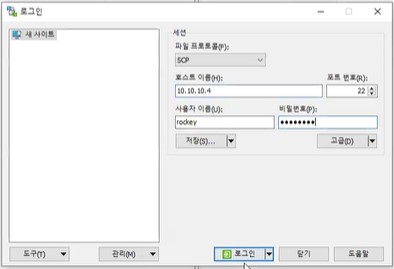 로그인
새 사이트
세션
파일 프로토콜(F):
SCP
호스트 이름(H):
포트 번호(R):
10.10.10.4
22
사용자 이름(U):
비밀번호(P):
rockey
●●●●●●●●
저장(S)...
고급(D)
도구(T)
관리(M)
로그인
닫기
도움말